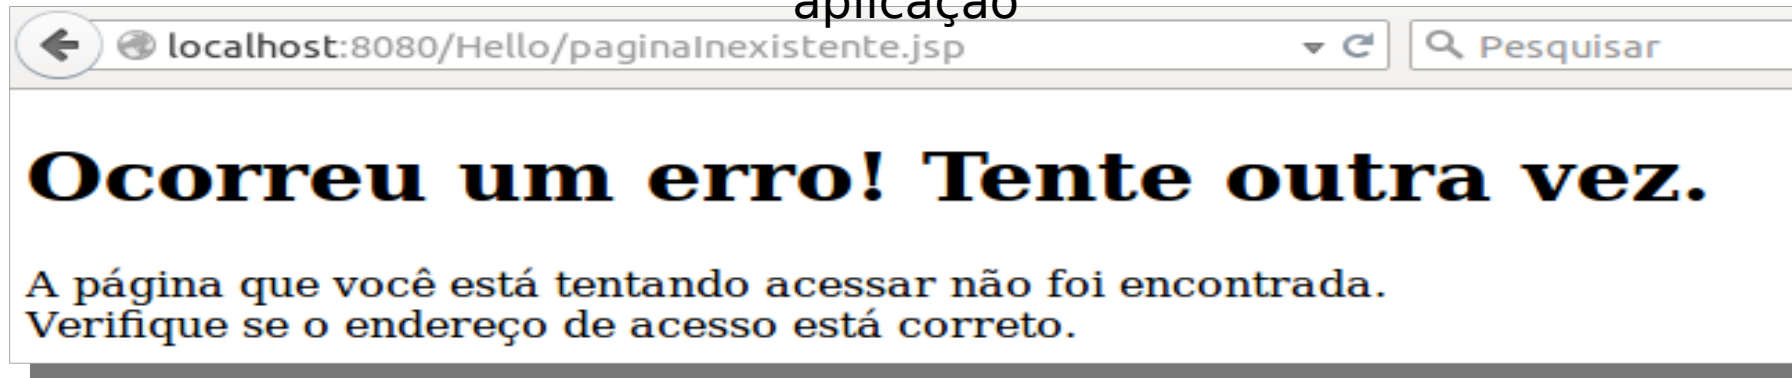 aplicação
localhost:8080/Hello/paginaInexistente.jsp Pesquisar
Ocorreu um erro! Tente outra vez.
A página que você está tentando acessar não foi encontrada.
Verifique se o endereço de acesso está correto.